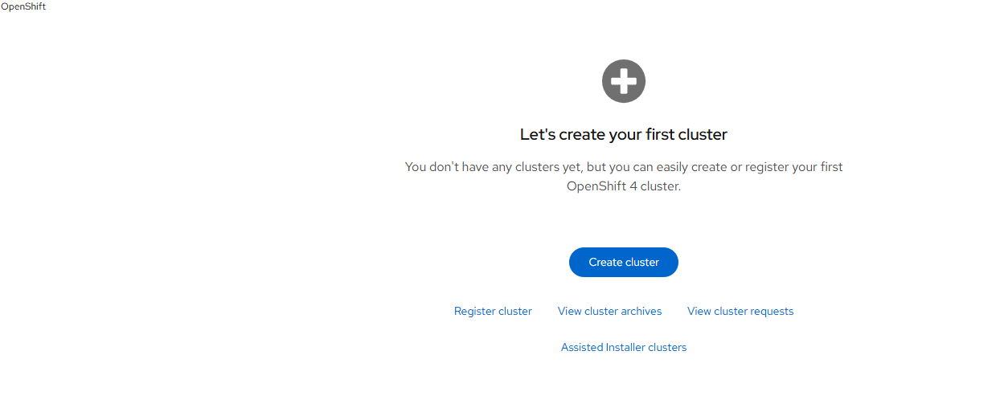 OpenShift
Let's create your first cluster
You don't have any clusters yet, but you can easily create or register your first
OpenShift 4 cluster.
Create cluster
Register cluster View cluster archives View cluster requests
Assisted Installer clusters